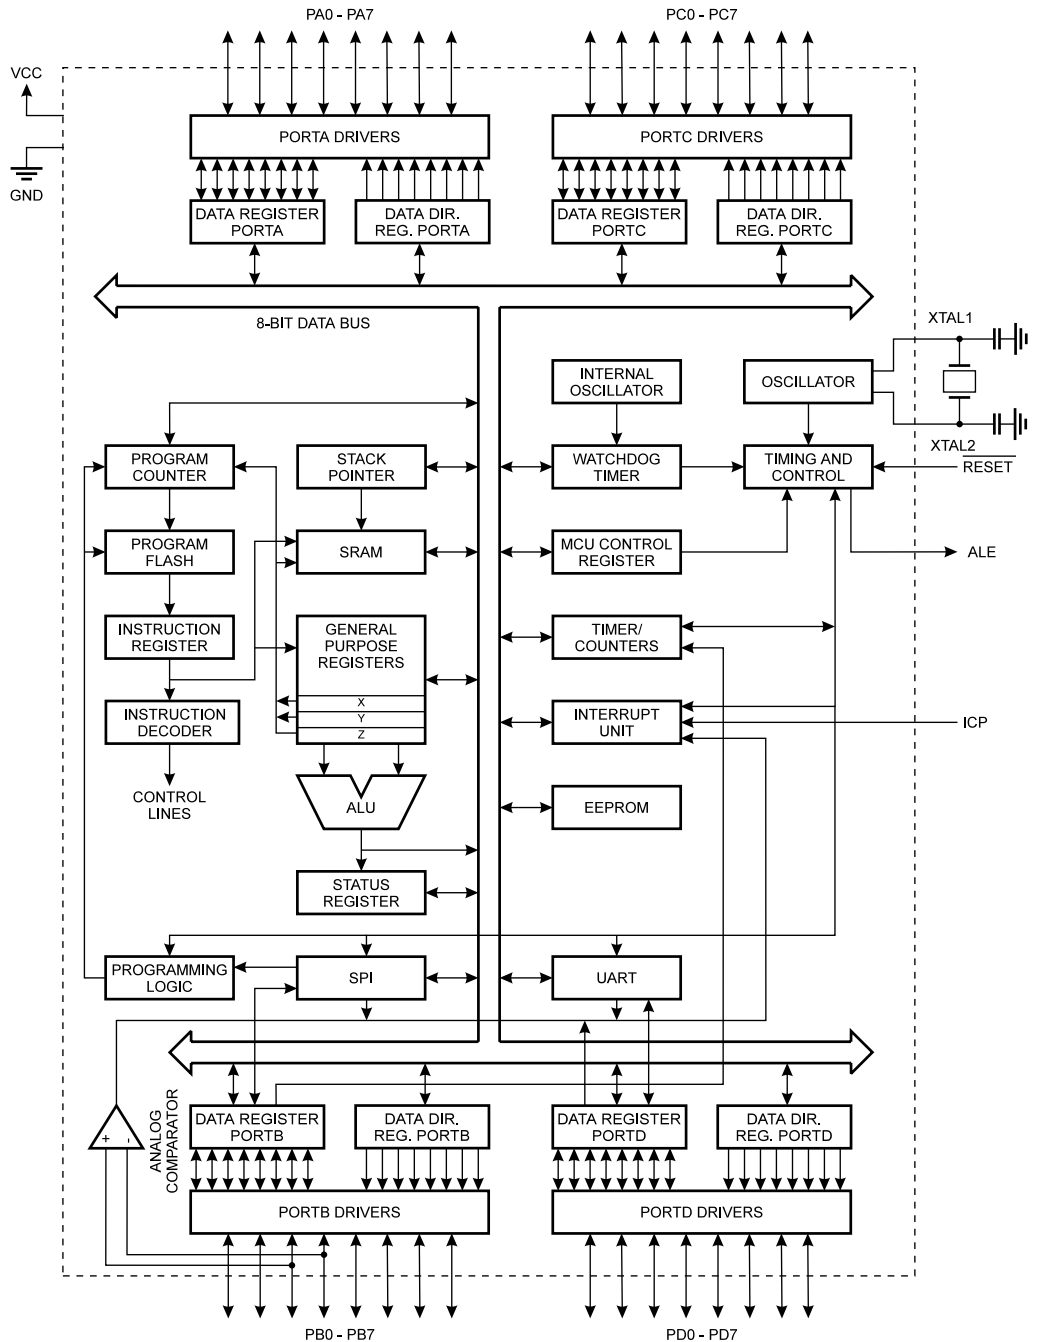 PA0 - PA7
PC0 - PC7
VCC
GND
PORTA DRIVERS
PORTC DRIVERS
DATA REGISTER
PORTA
DATA DIR.
REG. PORTA
DATA REGISTER
PORTC
DATA DIR.
REG. PORTC
8-BIT DATA BUS
XTAL1
INTERNAL
OSCILLATOR
OSCILLATOR
XTAL2
PROGRAM
COUNTER
STACK
POINTER
WATCHDOG
TIMER
TIMING AND
CONTROL
RESET
PROGRAM
FLASH
SRAM
MCU CONTROL
REGISTER
ALE
INSTRUCTION
REGISTER
GENERAL
PURPOSE
REGISTERS
X
Y
Z
TIMER/
COUNTERS
INSTRUCTION
DECODER
INTERRUPT
UNIT
ICP
CONTROL
LINES
ALU
EEPROM
STATUS
REGISTER
PROGRAMMING
LOGIC
SPI
UART
ANALOG
COMPARATOR
+
-
DATA REGISTER
PORTB
DATA DIR.
REG. PORTB
DATA REGISTER
PORTD
DATA DIR.
REG. PORTD
PORTB DRIVERS
PORTD DRIVERS
PB0 - PB7
PD0 - PD7